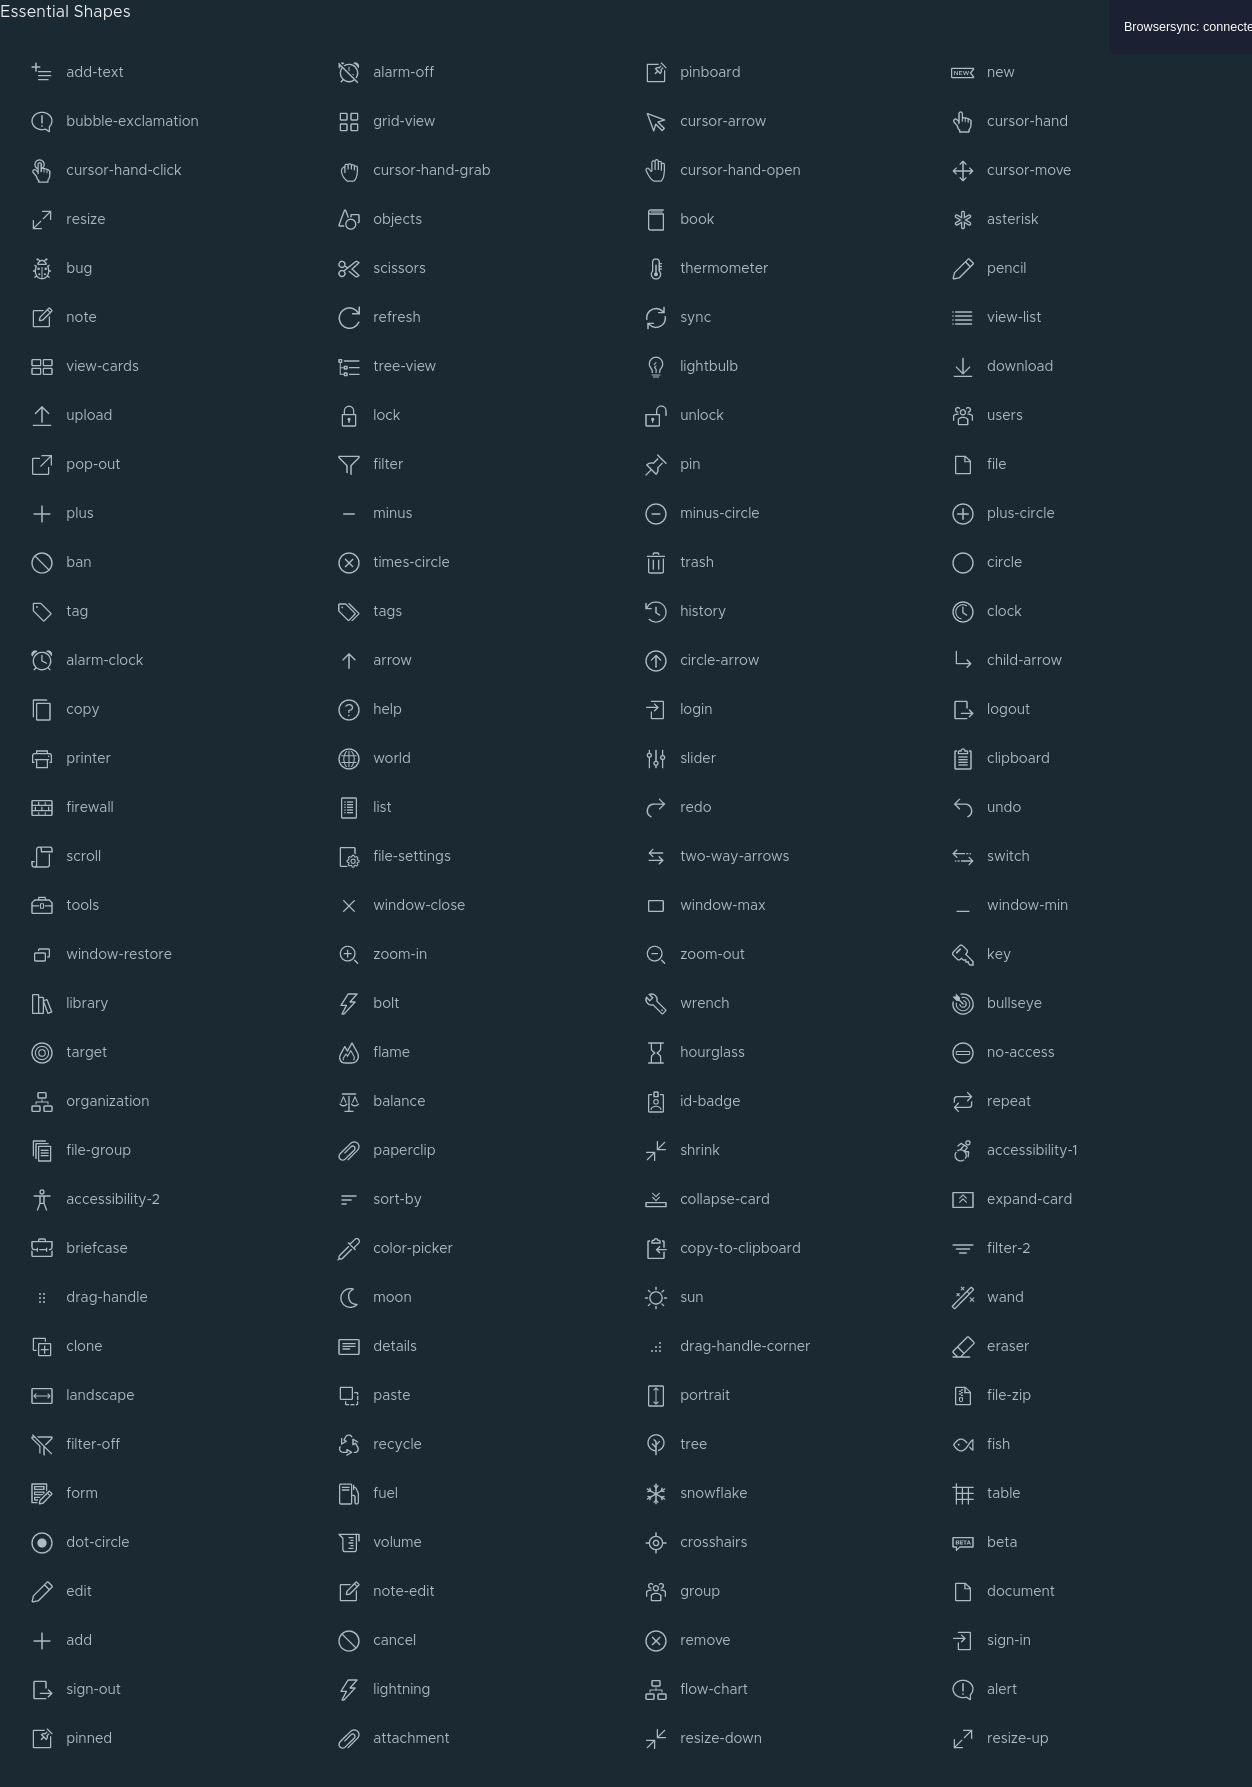 Essential Shapes
Browsersync: connecte
add-text alarm-off pinboard NEW new
bubble-exclamation grid-view cursor-arrow cursor-hand
cursor-hand-click cursor-hand-grab cursor-hand-open cursor-move
resize objects book asterisk
bug scissors thermometer pencil
note refresh sync view-list
view-cards tree-view lightbulb download
upload lock unlock users
pop-out filter pin file
plus minus minus-circle plus-circle
ban times-circle trash circle
tag tags history clock
alarm-clock arrow circle-arrow child-arrow
copy help login logout
printer world slider clipboard
firewall list redo undo
scroll file-settings two-way-arrows switch
tools window-close window-max window-min
window-restore zoom-in zoom-out key
library bolt wrench bullseye
target flame hourglass no-access
organization balance id-badge repeat
file-group paperclip shrink accessibility-1
accessibility-2 sort-by collapse-card expand-card
briefcase color-picker copy-to-clipboard filter-2
drag-handle moon sun wand
clone details drag-handle-corner eraser
landscape paste portrait file-zip
filter-off recycle tree fish
form fuel snowflake table
dot-circle volume crosshairs BETA beta
edit note-edit group document
add cancel remove sign-in
sign-out lightning flow-chart alert
pinned attachment resize-down resize-up